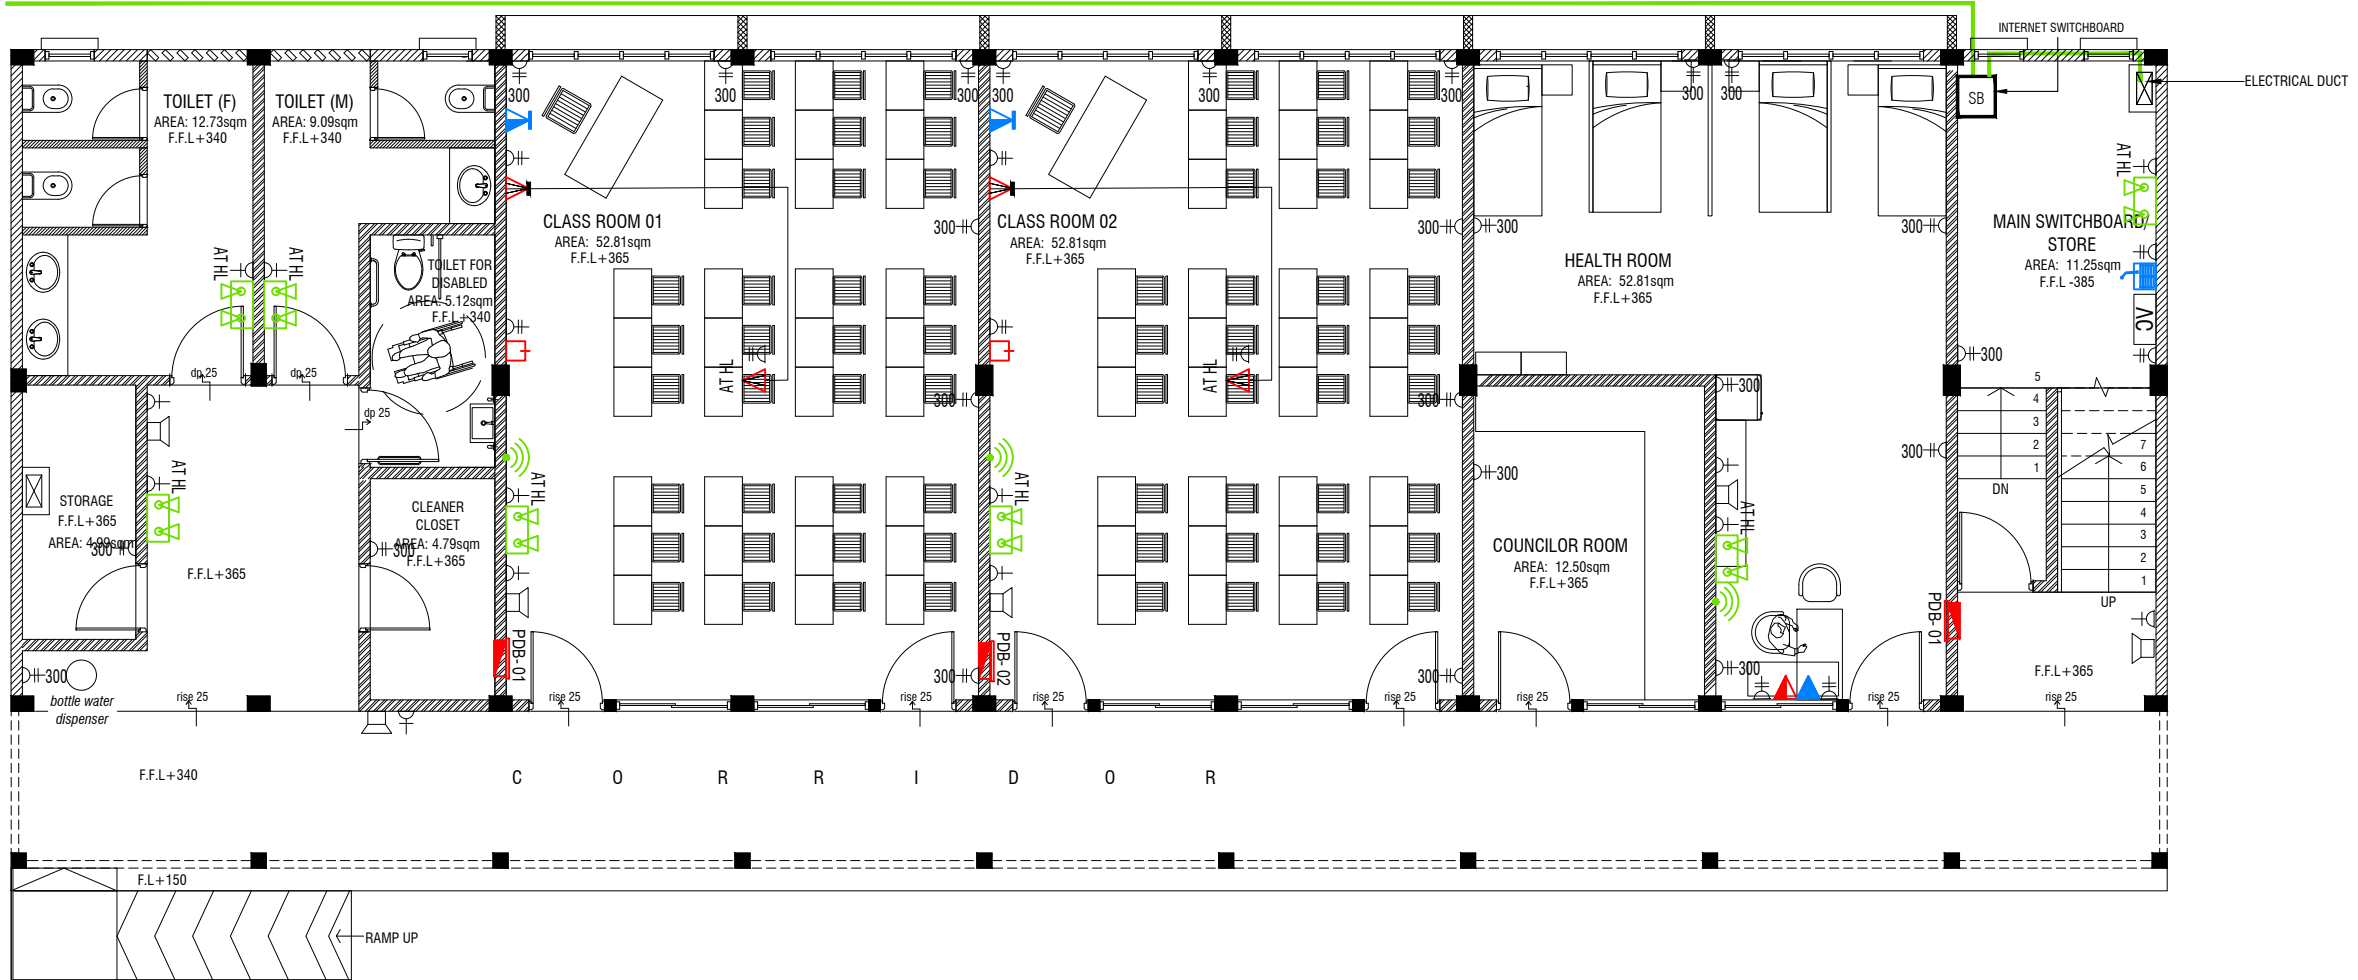 INTERNET SWITCHBOARD
ELECTRICAL DUCT
SB
TOILET (F)
AREA: 12.73sqm
F.F.L+340
TOILET (M)
AREA: 9.09sqm
F.F.L+340
300
300
300
300
300
300
300
300
AT HL
AT HL
AT HL
TOILET FOR
DISABLED
AREA: 5.12sqm
F.F.L+340
CLASS ROOM 01
AREA: 52.81sqm
F.F.L+365
300
CLASS ROOM 02
AREA: 52.81sqm
F.F.L+365
300
300
HEALTH ROOM
AREA: 52.81sqm
F.F.L+365
300
MAIN SWITCHBOARD/
STORE
AREA: 11.25sqm
F.F.L -385
AC
dp 25
dp 25
dp 25
AT HL
AT HL
300
300
300
300
300
300
5
4
3
2
1
DN
7
6
5
4
3
2
1
UP
AT HL
AT HL
AT HL
AT HL
STORAGE
F.F.L+365
AREA: 4.99sqm
300
F.F.L+365
CLEANER
CLOSET
AREA: 4.79sqm
F.F.L+365
300
COUNCILOR ROOM
AREA: 12.50sqm
F.F.L+365
PDB-01
PDB-02
PDB-01
300
bottle water
dispenser
300
300
300
F.F.L+365
rise 25
rise 25
rise 25
rise 25
rise 25
rise 25
rise 25
rise 25
F.F.L+340
C O R R I D O R
F.L+150
RAMP UP